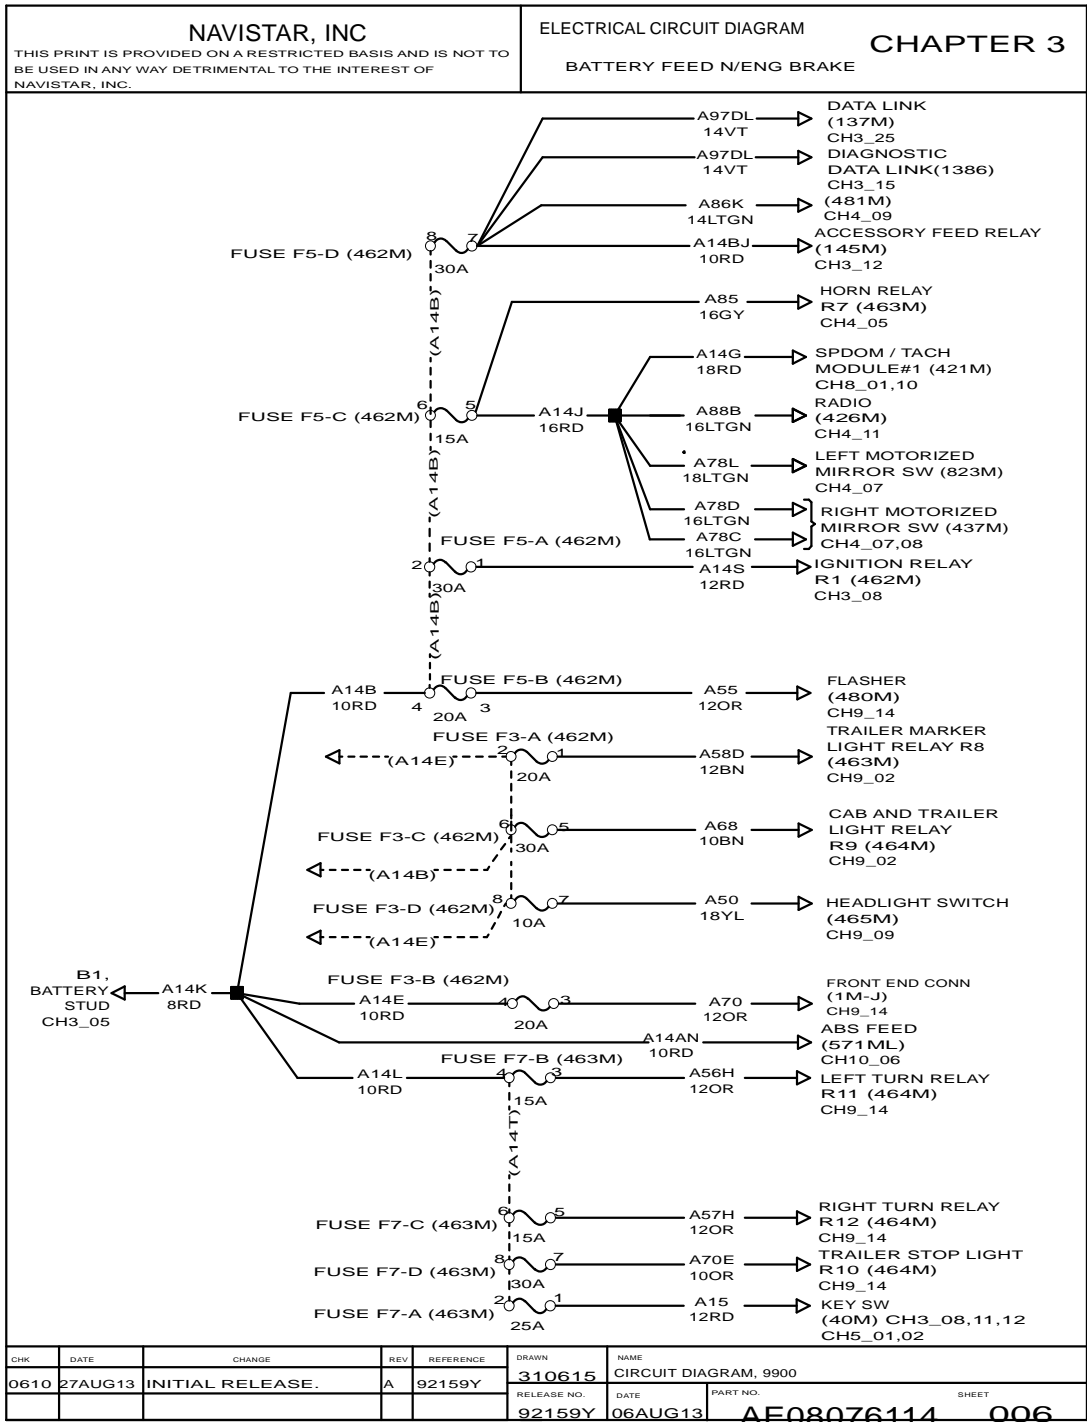 NAVISTAR, INC
THIS PRINT IS PROVIDED ON A RESTRICTED BASIS AND IS NOT TO
BE USED IN ANY WAY DETRIMENTAL TO THE INTEREST OF
NAVISTAR, INC.
ELECTRICAL CIRCUIT DIAGRAM
BATTERY FEED N/ENG BRAKE
CHAPTER 3
A97DL
14VT
DATA LINK
(137M)
CH3_25
A97DL
14VT
DIAGNOSTIC
DATA LINK(1386)
CH3_15
A86K
14LTGN
(481M)
CH4_09
FUSE F5-D (462M)
8
7
30A
A14BJ
10RD
ACCESSORY FEED RELAY
(145M)
CH3_12
(A14B)
A85
16GY
HORN RELAY
R7 (463M)
CH4_05
A14G
18RD
SPDOM / TACH
MODULE#1 (421M)
CH8_01,10
FUSE F5-C (462M)
6
5
15A
A14J
16RD
A88B
16LTGN
RADIO
(426M)
CH4_11
(A14B)
A78L
18LTGN
LEFT MOTORIZED
MIRROR SW (823M)
CH4_07
A78D
16LTGN
A78C
16LTGN
RIGHT MOTORIZED
MIRROR SW (437M)
CH4_07,08
FUSE F5-A (462M)
2
1
30A
A14S
12RD
IGNITION RELAY
R1 (462M)
CH3_08
(A14B)
A14B
10RD
FUSE F5-B (462M)
4
3
20A
A55
12OR
FLASHER
(480M)
CH9_14
FUSE F3-A (462M)
(A14E)
2
1
20A
A58D
12BN
TRAILER MARKER
LIGHT RELAY R8
(463M)
CH9_02
FUSE F3-C (462M)
6
5
30A
(A14B)
A68
10BN
CAB AND TRAILER
LIGHT RELAY
R9 (464M)
CH9_02
FUSE F3-D (462M)
8
7
10A
(A14E)
A50
18YL
HEADLIGHT SWITCH
(465M)
CH9_09
B1,
BATTERY
STUD
CH3_05
A14K
8RD
FUSE F3-B (462M)
A14E
10RD
4
3
20A
A70
12OR
FRONT END CONN
(1M-J)
CH9_14
A14AN
10RD
ABS FEED
(571ML)
CH10_06
FUSE F7-B (463M)
A14L
10RD
4
3
15A
A56H
12OR
LEFT TURN RELAY
R11 (464M)
CH9_14
(A14T)
FUSE F7-C (463M)
6
5
15A
A57H
12OR
RIGHT TURN RELAY
R12 (464M)
CH9_14
FUSE F7-D (463M)
8
7
30A
A70E
10OR
TRAILER STOP LIGHT
R10 (464M)
CH9_14
FUSE F7-A (463M)
2
1
25A
A15
12RD
KEY SW
(40M) CH3_08,11,12
CH5_01,02
CHK DATE CHANGE REV REFERENCE
0610 27AUG13 INITIAL RELEASE. A 92159Y
DRAWN
310615
NAME
CIRCUIT DIAGRAM, 9900
RELEASE NO.
92159Y
DATE
06AUG13
PART NO.
AE08076114
SHEET
006